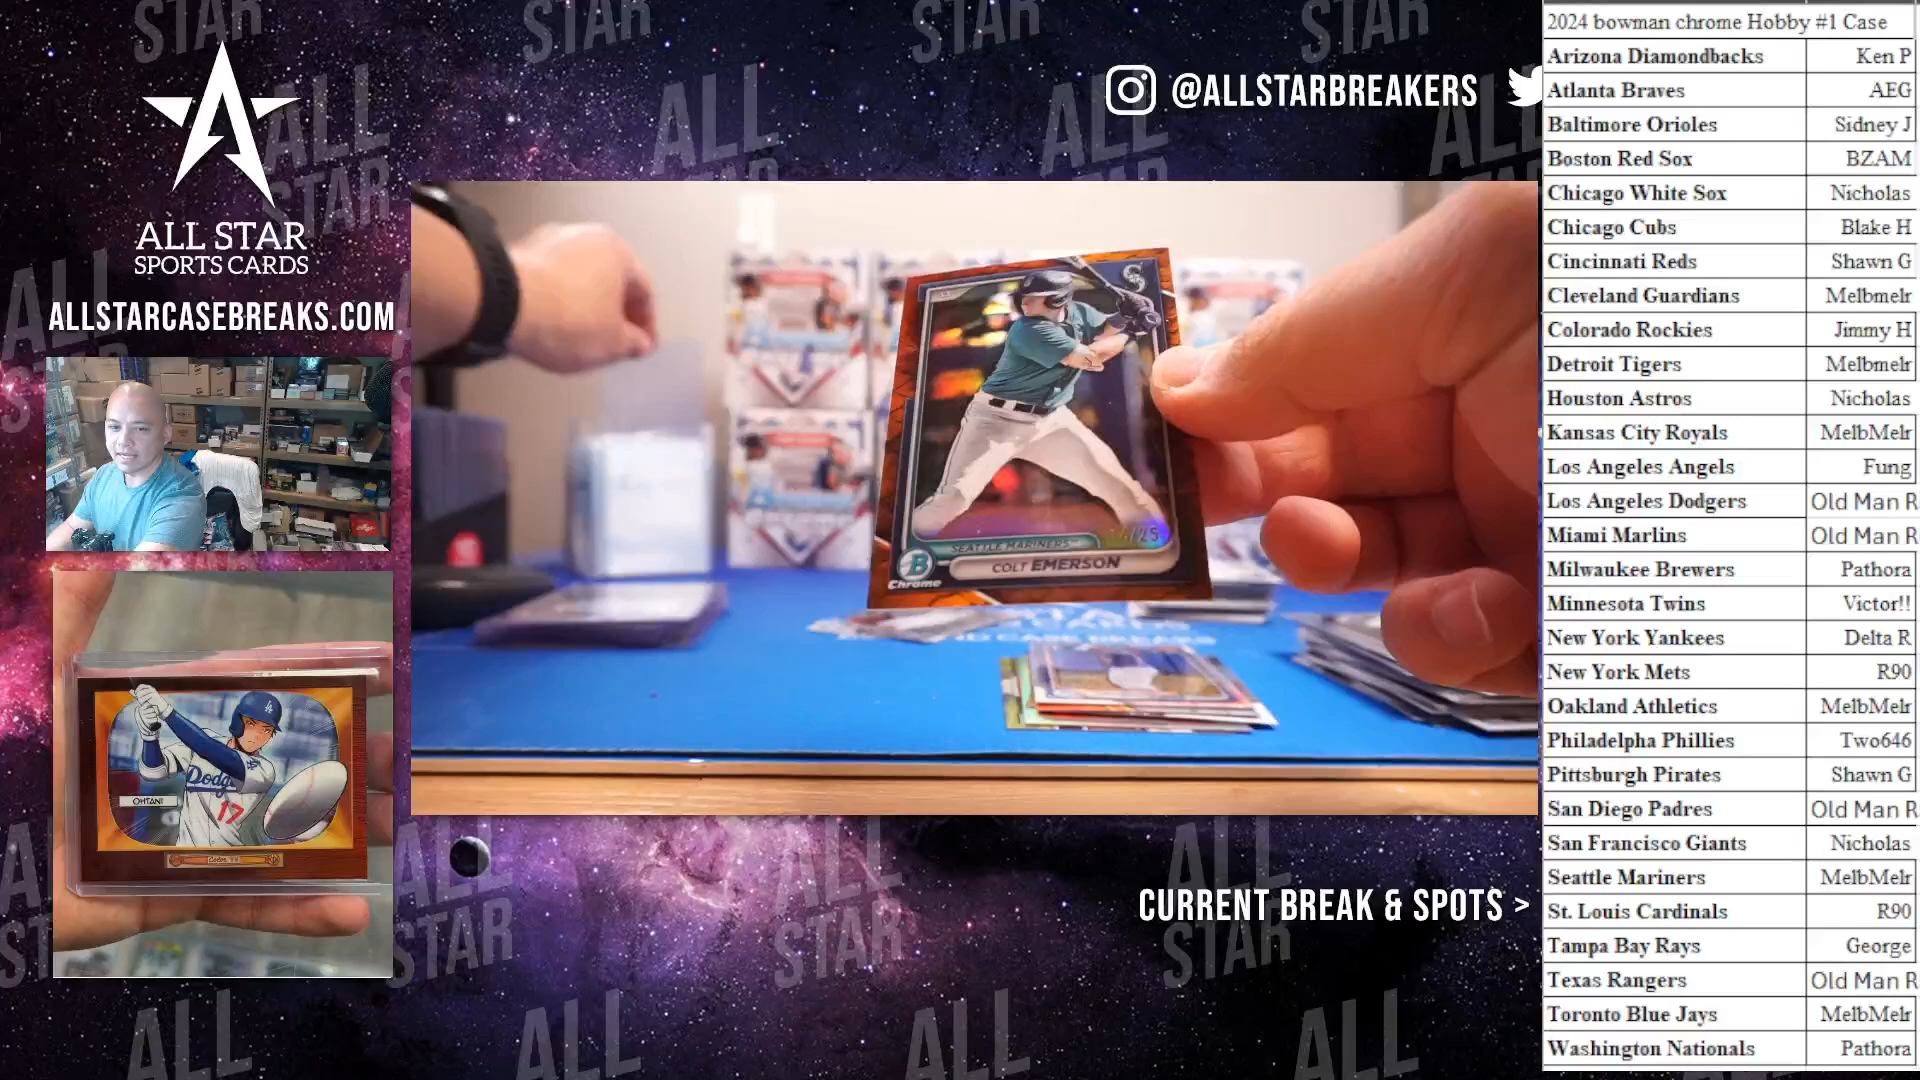 ALL STAR
SPORTS CARDS
ALLSTARCASEBREAKS.COM
@ALLSTARBREAKERS
SEATTLE MARINERS
COLT EMERSON
B
Chrome
/25
OHTANI
Dodg
17
CURRENT BREAK & SPOTS >
2024 bowman chrome Hobby #1 Case
Arizona Diamondbacks Ken P
Atlanta Braves AEG
Baltimore Orioles Sidney J
Boston Red Sox BZAM
Chicago White Sox Nicholas
Chicago Cubs Blake H
Cincinnati Reds Shawn G
Cleveland Guardians Melbmelr
Colorado Rockies Jimmy H
Detroit Tigers Melbmelr
Houston Astros Nicholas
Kansas City Royals MelbMelr
Los Angeles Angels Fung
Los Angeles Dodgers Old Man R
Miami Marlins Old Man R
Milwaukee Brewers Pathora
Minnesota Twins Victor!!
New York Yankees Delta R
New York Mets R90
Oakland Athletics MelbMelr
Philadelpha Phillies Two646
Pittsburgh Pirates Shawn G
San Diego Padres Old Man R
San Francisco Giants Nicholas
Seattle Mariners MelbMelr
St. Louis Cardinals R90
Tampa Bay Rays George
Texas Rangers Old Man R
Toronto Blue Jays MelbMelr
Washington Nationals Pathora